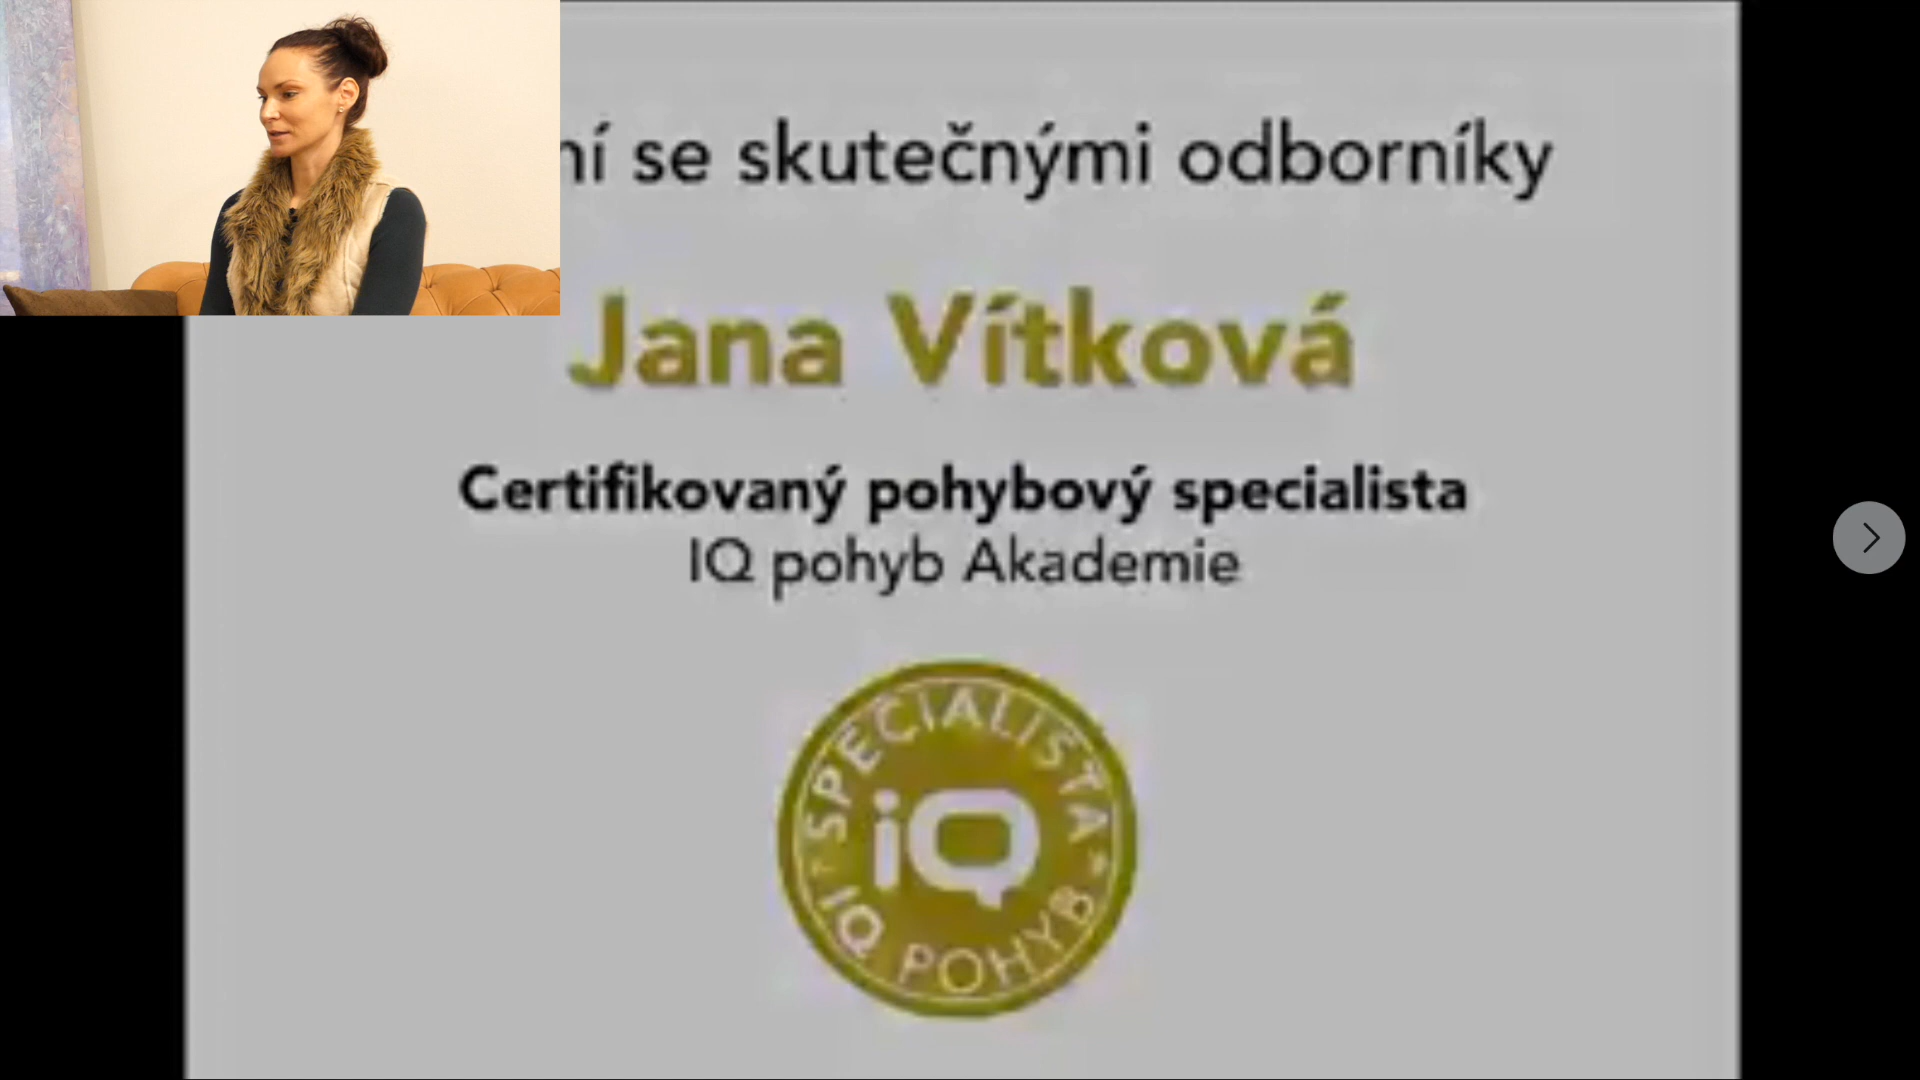 ní se skutečnými odborníky
Jana Vítková
Certifikovaný pohybový specialista
IQ pohyb Akademie
SPECIALISTA
iQ
IQ POHYB